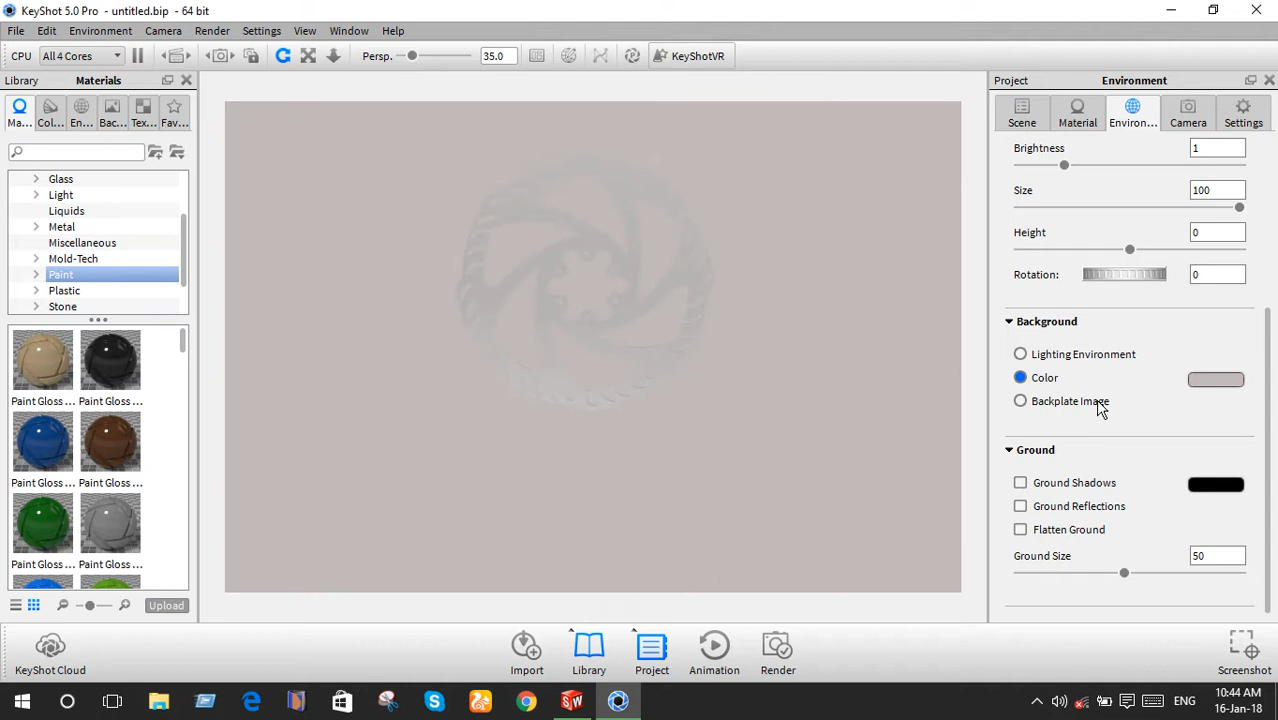 KeyShot 5.0 Pro - untitled.bip - 64 bit
File Edit Environment Camera Render Settings View Window Help
CPU All 4 Cores Persp. 35.0 KeyShotVR
Library Materials
Project Environment
Ma... Col... En... Bac... Tex... Fav...
Scene Material Environ... Camera Settings
Glass
Light
Liquids
Metal
Miscellaneous
Mold-Tech
Paint
Plastic
Stone
Paint Gloss ... Paint Gloss ...
Paint Gloss ... Paint Gloss ...
Paint Gloss ... Paint Gloss ...
Upload
Brightness 1
Size 100
Height 0
Rotation: 0
Background
Lighting Environment
Color
Backplate Image
Ground
Ground Shadows
Ground Reflections
Flatten Ground
Ground Size 50
KeyShot Cloud Import Library Project Animation Render Screenshot
ENG
10:44 AM
16-Jan-18